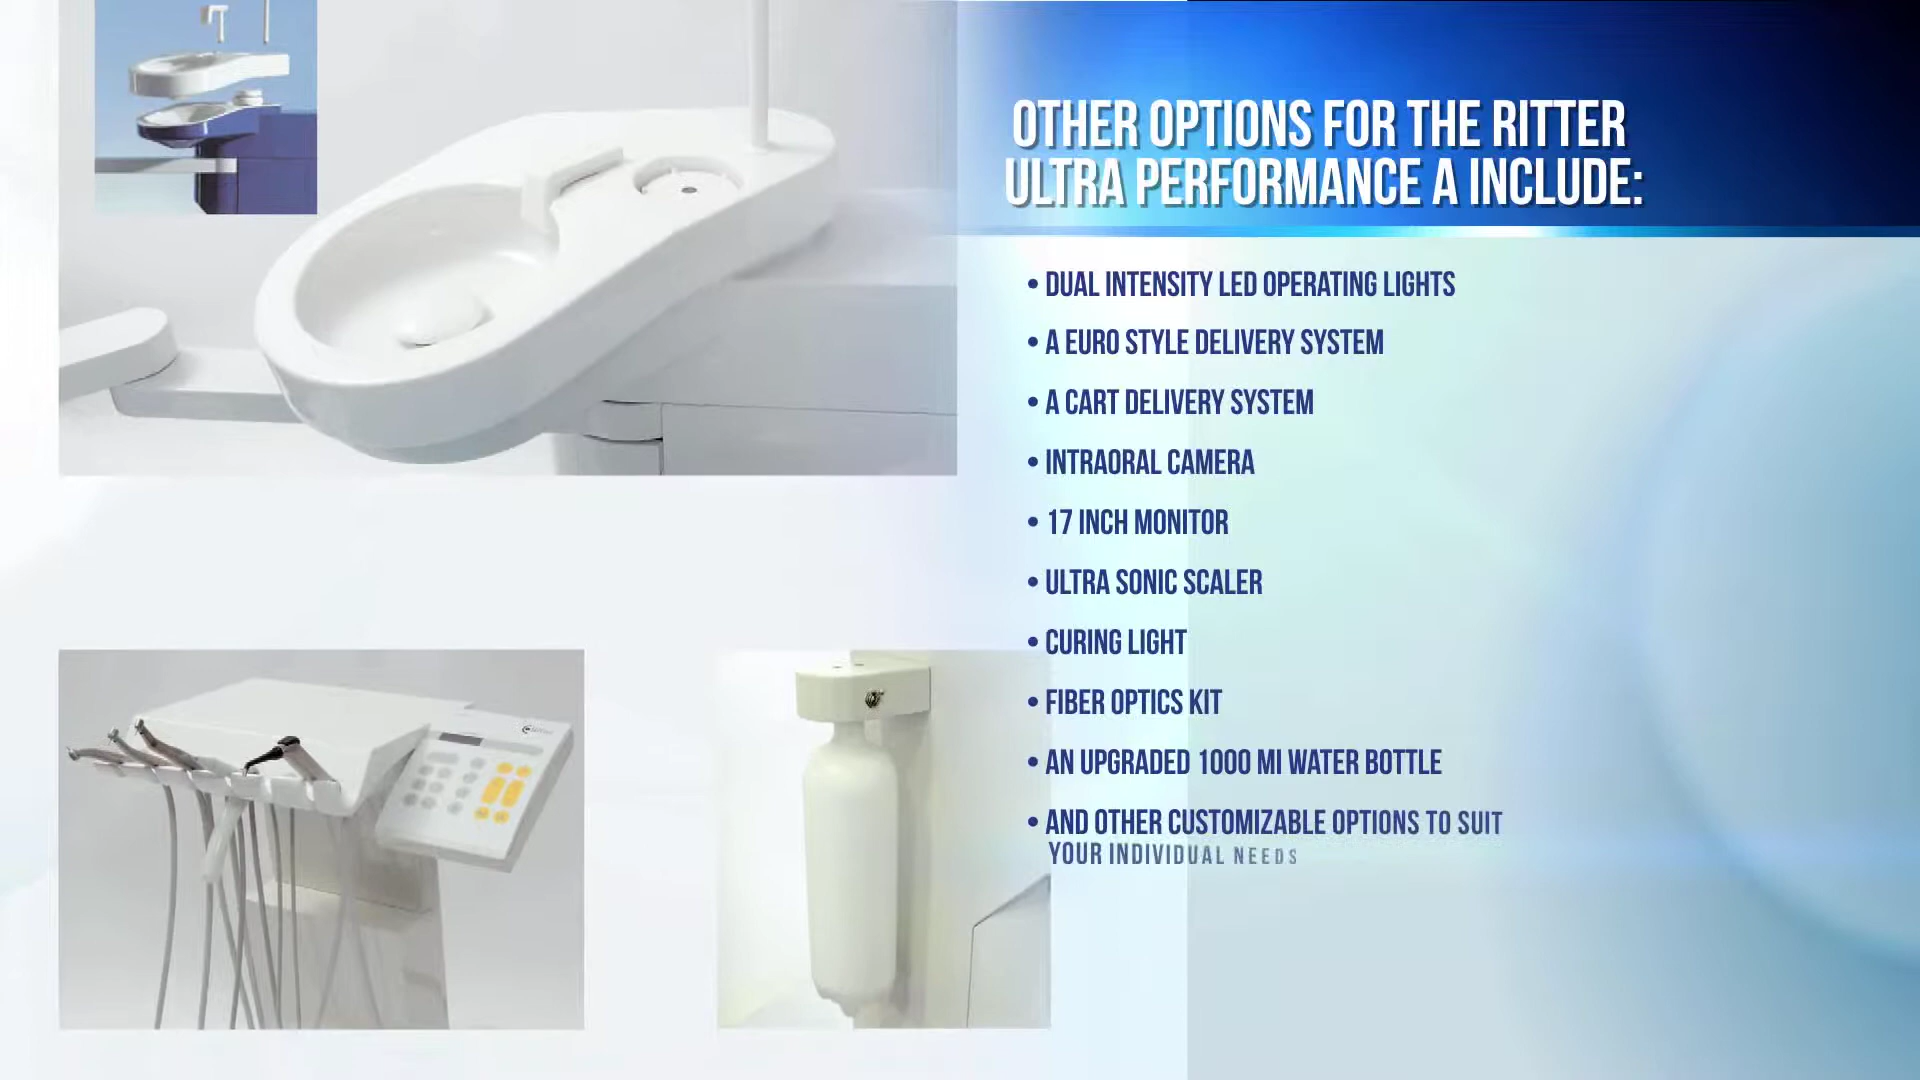 OTHER OPTIONS FOR THE RITTER
ULTRA PERFORMANCE A INCLUDE:
• DUAL INTENSITY LED OPERATING LIGHTS
• A EURO STYLE DELIVERY SYSTEM
• A CART DELIVERY SYSTEM
• INTRAORAL CAMERA
• 17 INCH MONITOR
• ULTRA SONIC SCALER
• CURING LIGHT
• FIBER OPTICS KIT
• AN UPGRADED 1000 MI WATER BOTTLE
• AND OTHER CUSTOMIZABLE OPTIONS TO SUIT
YOUR INDIVIDUAL NEEDS